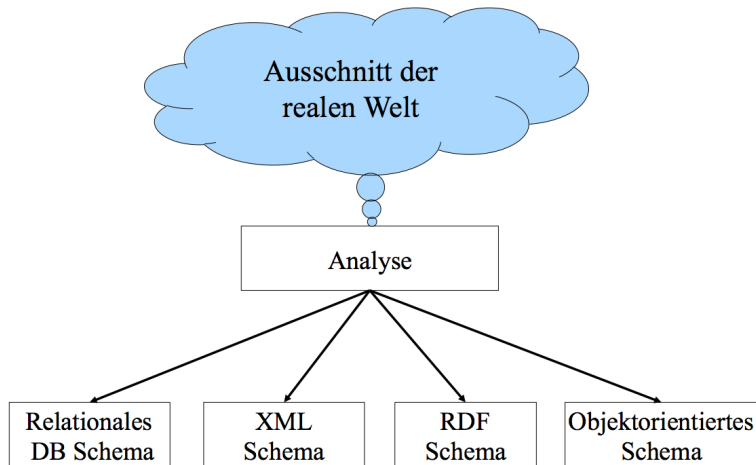 Ausschnitt der
realen Welt
Analyse
Relationales
DB Schema
XML
Schema
RDF
Schema
Objektorientiertes
Schema